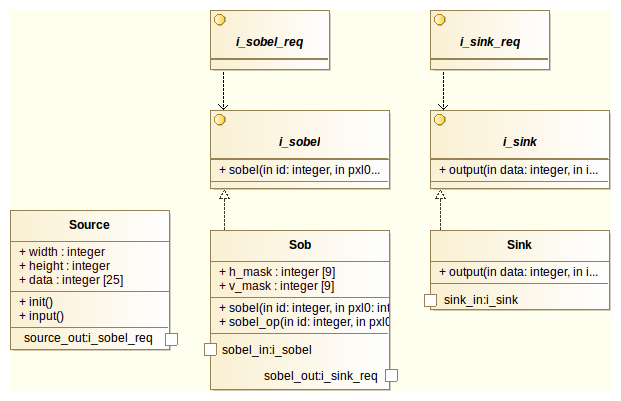 i_sobel_req
i_sink_req
i_sobel
+ sobel(in id: integer, in pxl0...
i_sink
+ output(in data: integer, in i...
Source
+ width : integer
+ height : integer
+ data : integer [25]
+ init()
+ input()
source_out:i_sobel_req
Sob
+ h_mask : integer [9]
+ v_mask : integer [9]
+ sobel(in id: integer, in pxl0: int
+ sobel_op(in id: integer, in pxl0
sobel_in:i_sobel
sobel_out:i_sink_req
Sink
+ output(in data: integer, in i...
sink_in:i_sink